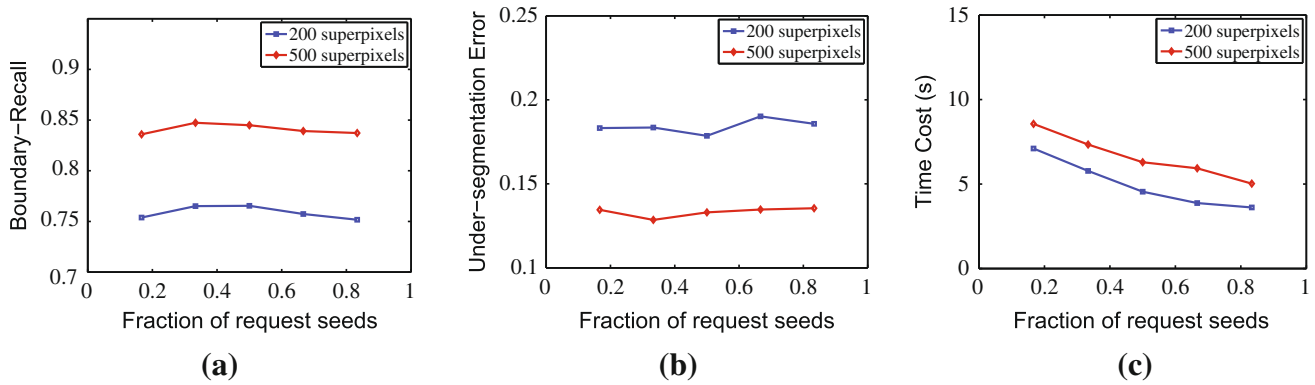 Boundary-Recall
0.9
0.85
0.8
0.75
0.7
0
0.2
0.4
0.6
0.8
1
Fraction of request seeds
200 superpixels
500 superpixels
(a)
Under-segmentation Error
0.25
0.2
0.15
0.1
0
0.2
0.4
0.6
0.8
1
Fraction of request seeds
200 superpixels
500 superpixels
(b)
Time Cost (s)
15
10
5
0
0
0.2
0.4
0.6
0.8
1
Fraction of request seeds
200 superpixels
500 superpixels
(c)